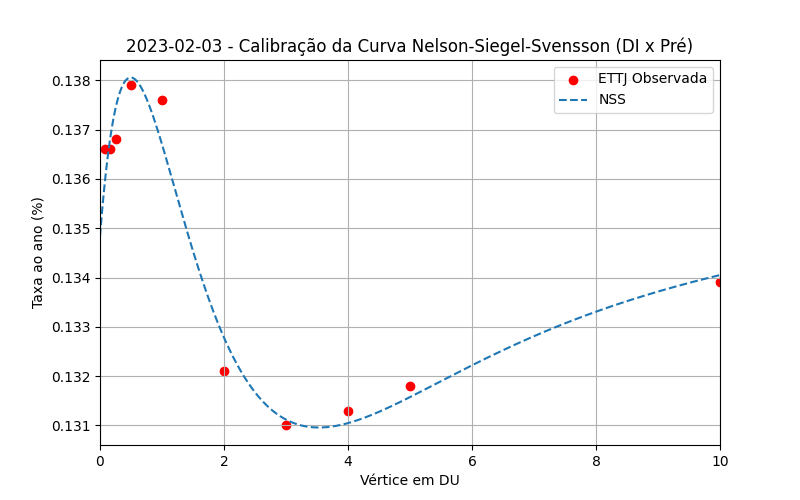 2023-02-03 - Calibração da Curva Nelson-Siegel-Svensson (DI x Pré)
ETTJ Observada
NSS
Taxa ao ano (%)
0.138
0.137
0.136
0.135
0.134
0.133
0.132
0.131
0 2 4 6 8 10
Vértice em DU